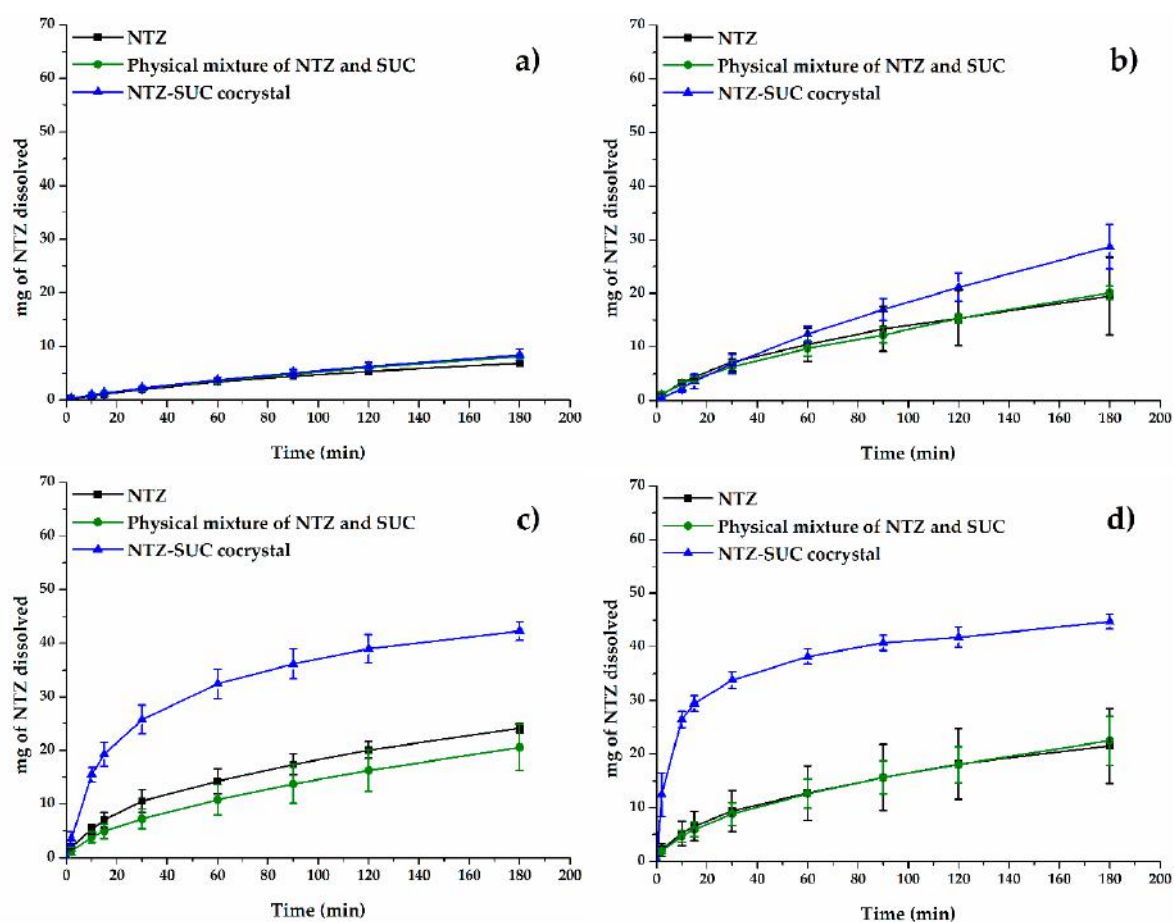 NTZ
Physical mixture of NTZ and SUC
NTZ-SUC cocrystal
a)
mg of NTZ dissolved
70
60
50
40
30
20
10
0
0 20 40 60 80 100 120 140 160 180 200
Time (min)
NTZ
Physical mixture of NTZ and SUC
NTZ-SUC cocrystal
b)
mg of NTZ dissolved
70
60
50
40
30
20
10
0
0 20 40 60 80 100 120 140 160 180 200
Time (min)
NTZ
Physical mixture of NTZ and SUC
NTZ-SUC cocrystal
c)
mg of NTZ dissolved
70
60
50
40
30
20
10
0
0 20 40 60 80 100 120 140 160 180 200
Time (min)
NTZ
Physical mixture of NTZ and SUC
NTZ-SUC cocrystal
d)
mg of NTZ dissolved
70
60
50
40
30
20
10
0
0 20 40 60 80 100 120 140 160 180 200
Time (min)